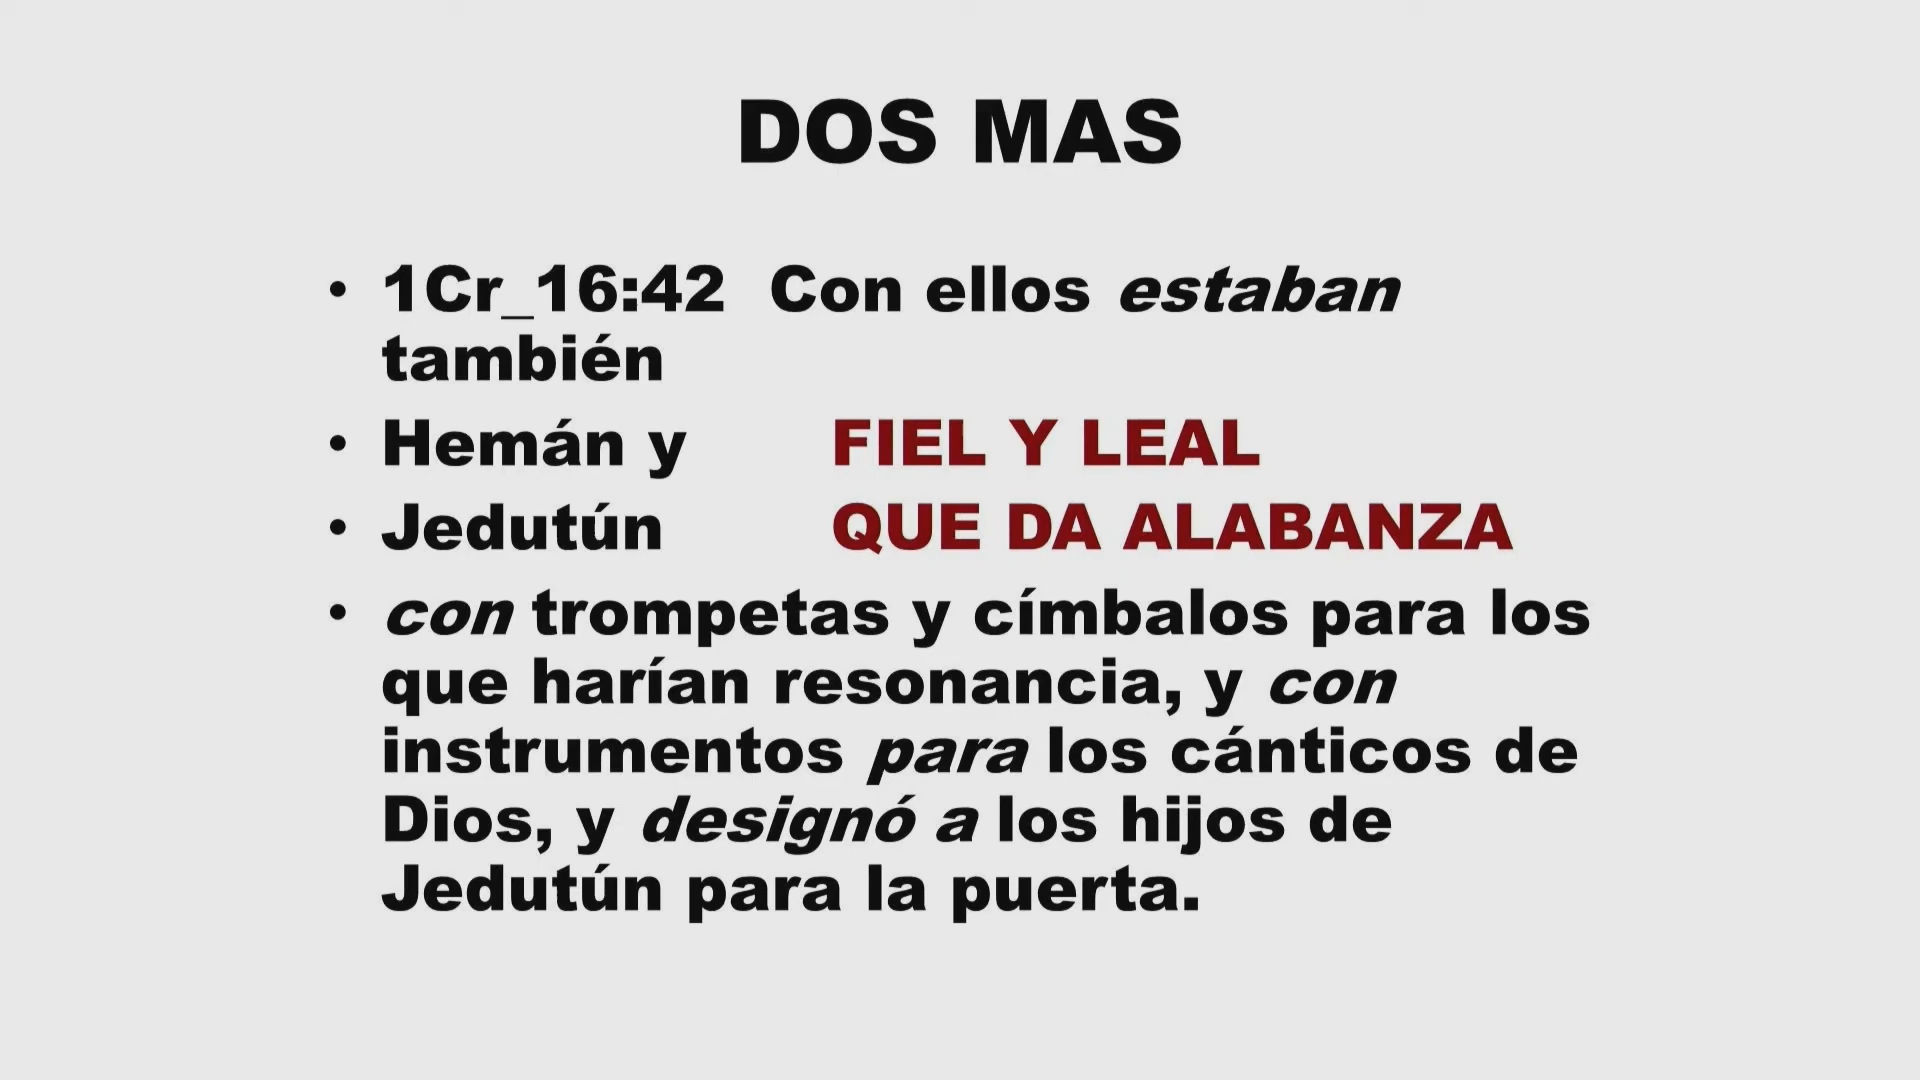 DOS MAS
• 1Cr_16:42 Con ellos estaban
también
• Hemán y FIEL Y LEAL
• Jedutún QUE DA ALABANZA
• con trompetas y címbalos para los
que harían resonancia, y con
instrumentos para los cánticos de
Dios, y designó a los hijos de
Jedutún para la puerta.